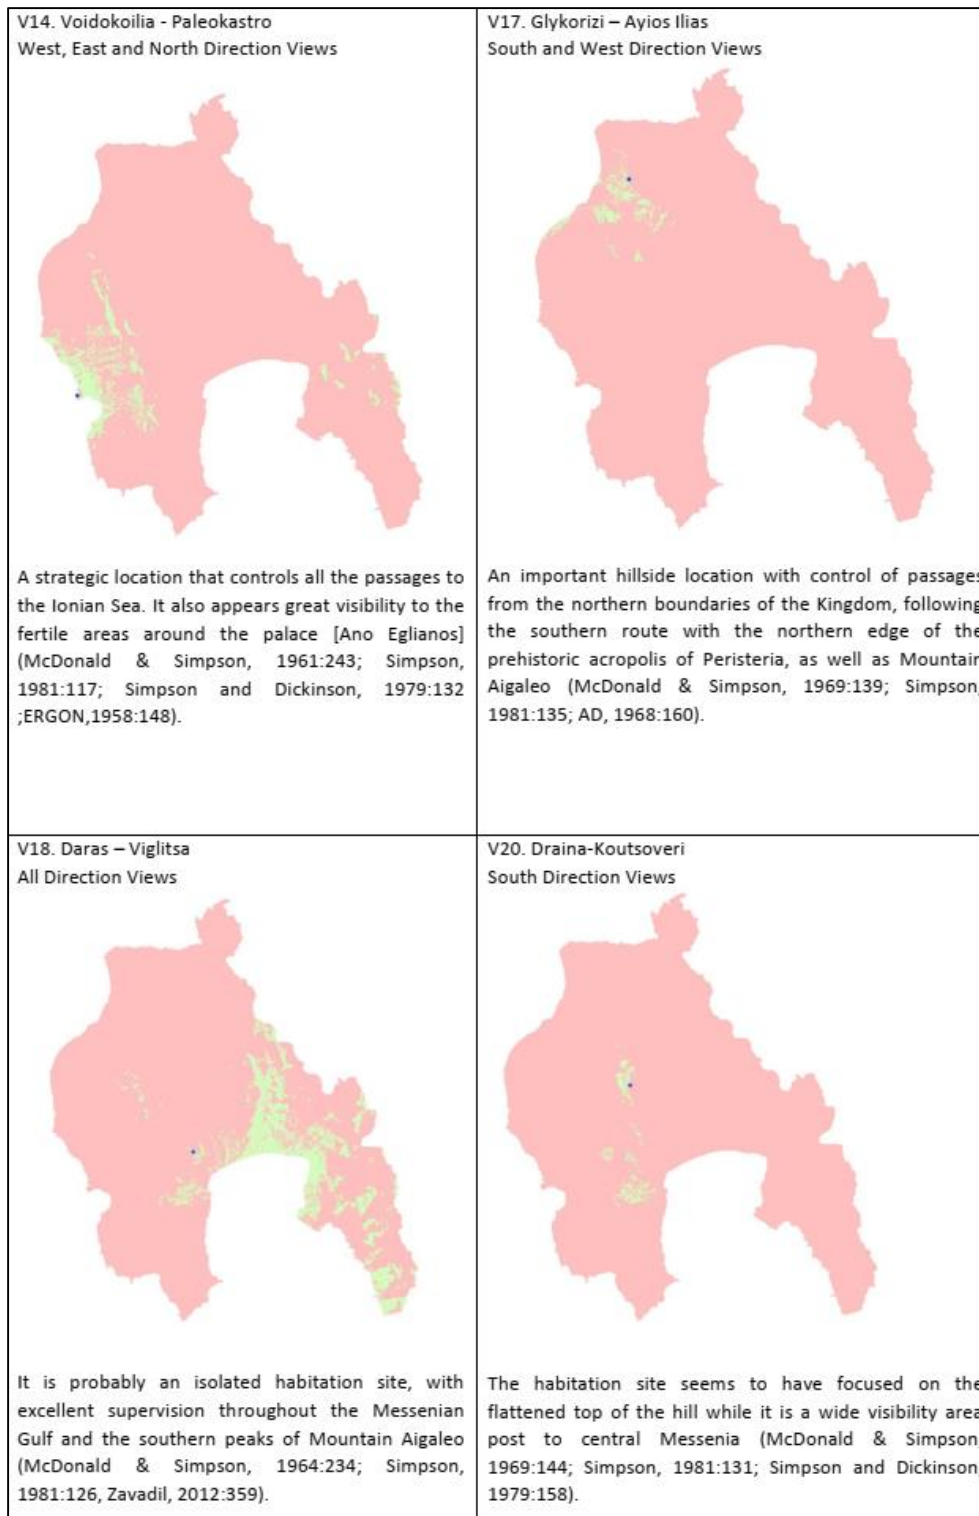 V14. Voidokoilia - Paleokastro
West, East and North Direction Views
A strategic location that controls all the passages to
the Ionian Sea. It also appears great visibility to the
fertile areas around the palace [Ano Eglianos]
(McDonald & Simpson, 1961:243; Simpson,
1981:117; Simpson and Dickinson, 1979:132
;ERGON,1958:148).
V17. Glykorizi – Ayios Ilias
South and West Direction Views
An important hillside location with control of passages
from the northern boundaries of the Kingdom, following
the southern route with the northern edge of the
prehistoric acropolis of Peristeria, as well as Mountain
Aigaleo (McDonald & Simpson, 1969:139; Simpson,
1981:135; AD, 1968:160).
V18. Daras – Viglitsa
All Direction Views
It is probably an isolated habitation site, with
excellent supervision throughout the Messenian
Gulf and the southern peaks of Mountain Aigaleo
(McDonald & Simpson, 1964:234; Simpson,
1981:126, Zavadil, 2012:359).
V20. Draina-Koutsoveri
South Direction Views
The habitation site seems to have focused on the
flattened top of the hill while it is a wide visibility area
post to central Messenia (McDonald & Simpson
1969:144; Simpson, 1981:131; Simpson and Dickinson
1979:158).